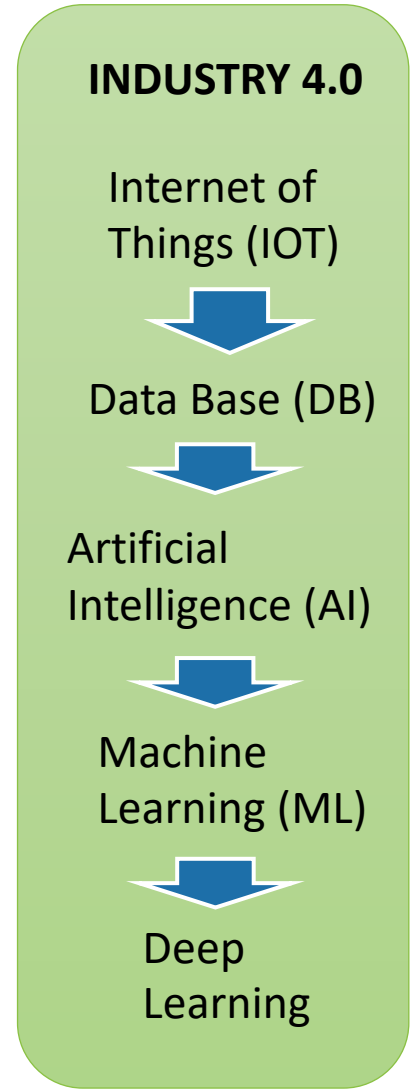 INDUSTRY 4.0
Internet of
Things (IOT)
Data Base (DB)
Artificial
Intelligence (AI)
Machine
Learning (ML)
Deep
Learning